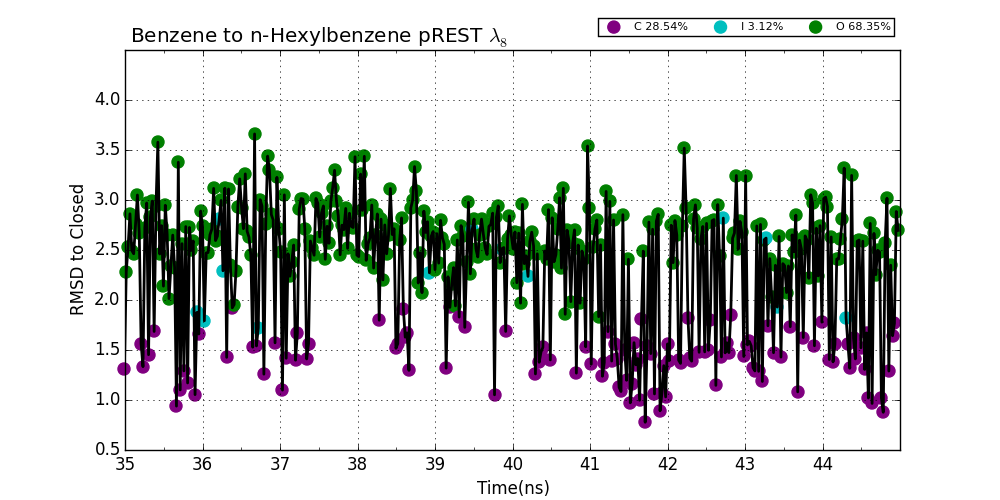 Benzene to n-Hexylbenzene pREST λ8
C 28.54% I 3.12% O 68.35%
4.0
3.5
3.0
2.5
2.0
1.5
1.0
0.5
RMSD to Closed
35 36 37 38 39 40 41 42 43 44
Time(ns)